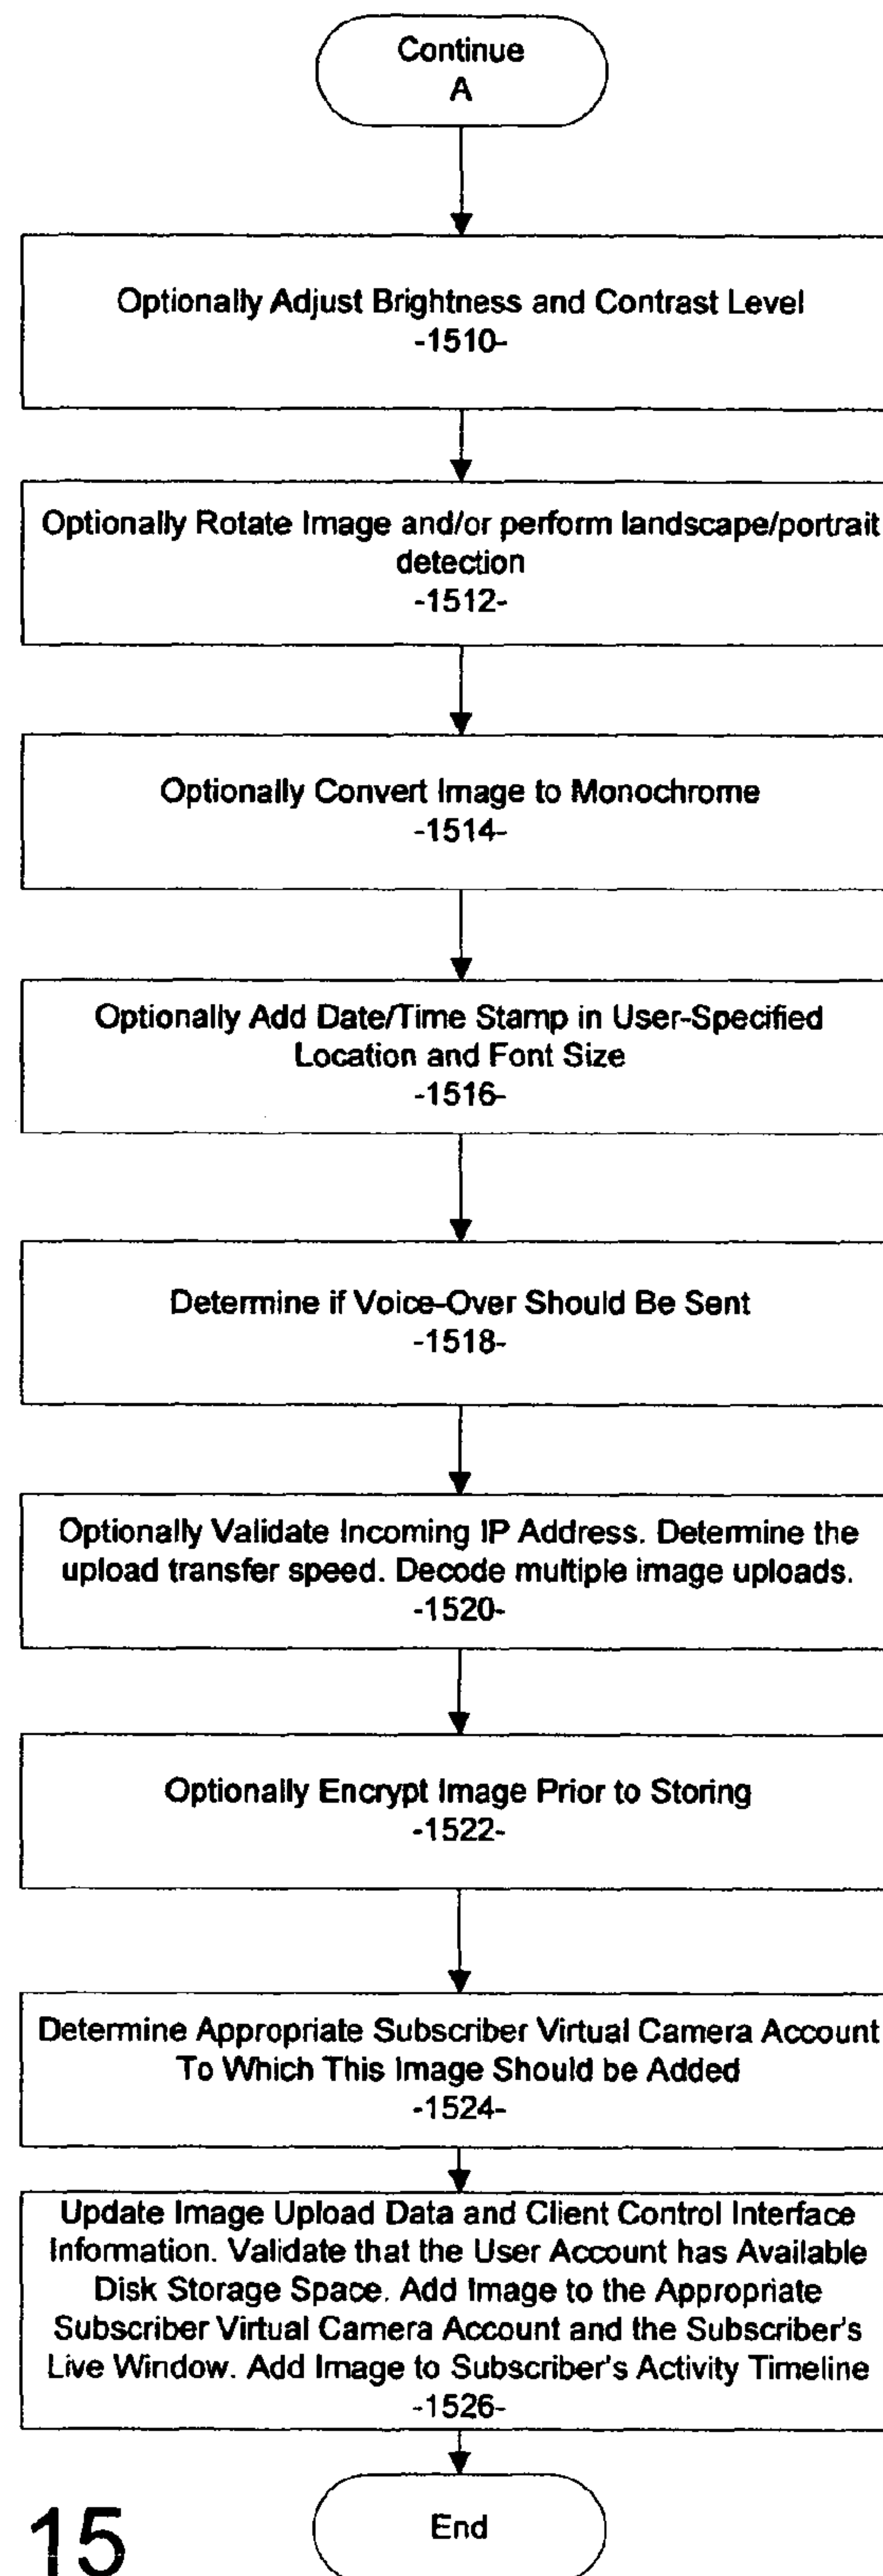 Continue
A
Optionally Adjust Brightness and Contrast Level
-1510-
Optionally Rotate Image and/or perform landscape/portrait
detection
-1512-
Optionally Convert Image to Monochrome
-1514-
Optionally Add Date/Time Stamp in User-Specified
Location and Font Size
-1516-
Determine if Voice-Over Should Be Sent
-1518-
Optionally Validate Incoming IP Address. Determine the
upload transfer speed. Decode multiple image uploads.
-1520-
Optionally Encrypt Image Prior to Storing
-1522-
Determine Appropriate Subscriber Virtual Camera Account
To Which This Image Should be Added
-1524-
Update Image Upload Data and Client Control Interface
Information. Validate that the User Account has Available
Disk Storage Space. Add Image to the Appropriate
Subscriber Virtual Camera Account and the Subscriber's
Live Window. Add Image to Subscriber's Activity Timeline
-1526-
End
15